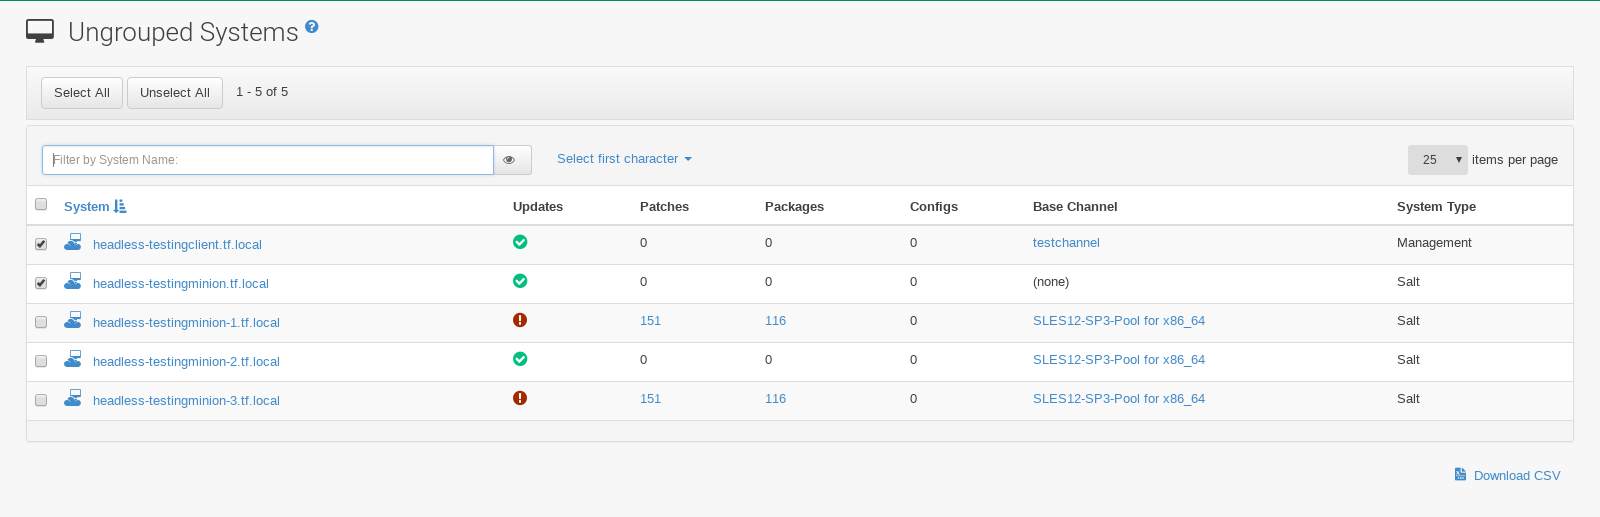 Ungrouped Systems
Select All Unselect All 1 - 5 of 5
Filter by System Name: Select first character 25 items per page
System Updates Patches Packages Configs Base Channel System Type
headless-testingclient.tf.local 0 0 0 testchannel Management
headless-testingminion.tf.local 0 0 0 (none) Salt
headless-testingminion-1.tf.local 151 116 0 SLES12-SP3-Pool for x86_64 Salt
headless-testingminion-2.tf.local 0 0 0 SLES12-SP3-Pool for x86_64 Salt
headless-testingminion-3.tf.local 151 116 0 SLES12-SP3-Pool for x86_64 Salt
Download CSV